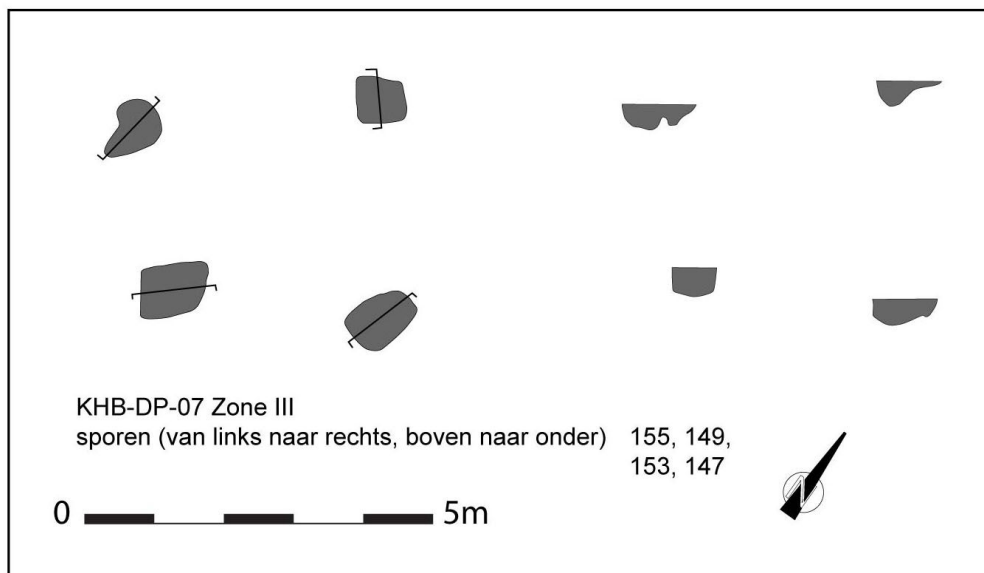 KHB-DP-07 Zone III
sporen (van links naar rechts, boven naar onder) 155, 149,
153, 147
0 5m
N